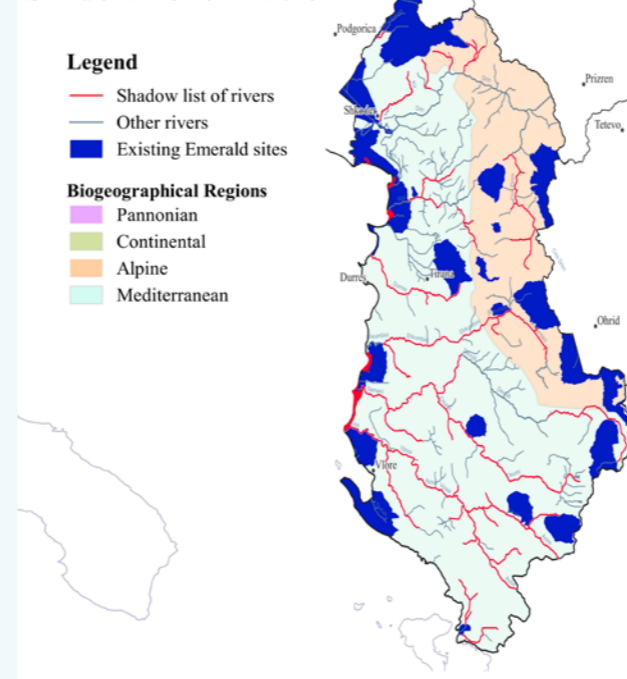 Podgorica
Legend
Shadow list of rivers
Other rivers
Existing Emerald sites
Biogeographical Regions
Pannonian
Continental
Alpine
Mediterranean
Prizren
Shkoder
Tetevo
Tirana
Durres
Ohrid
Vlore